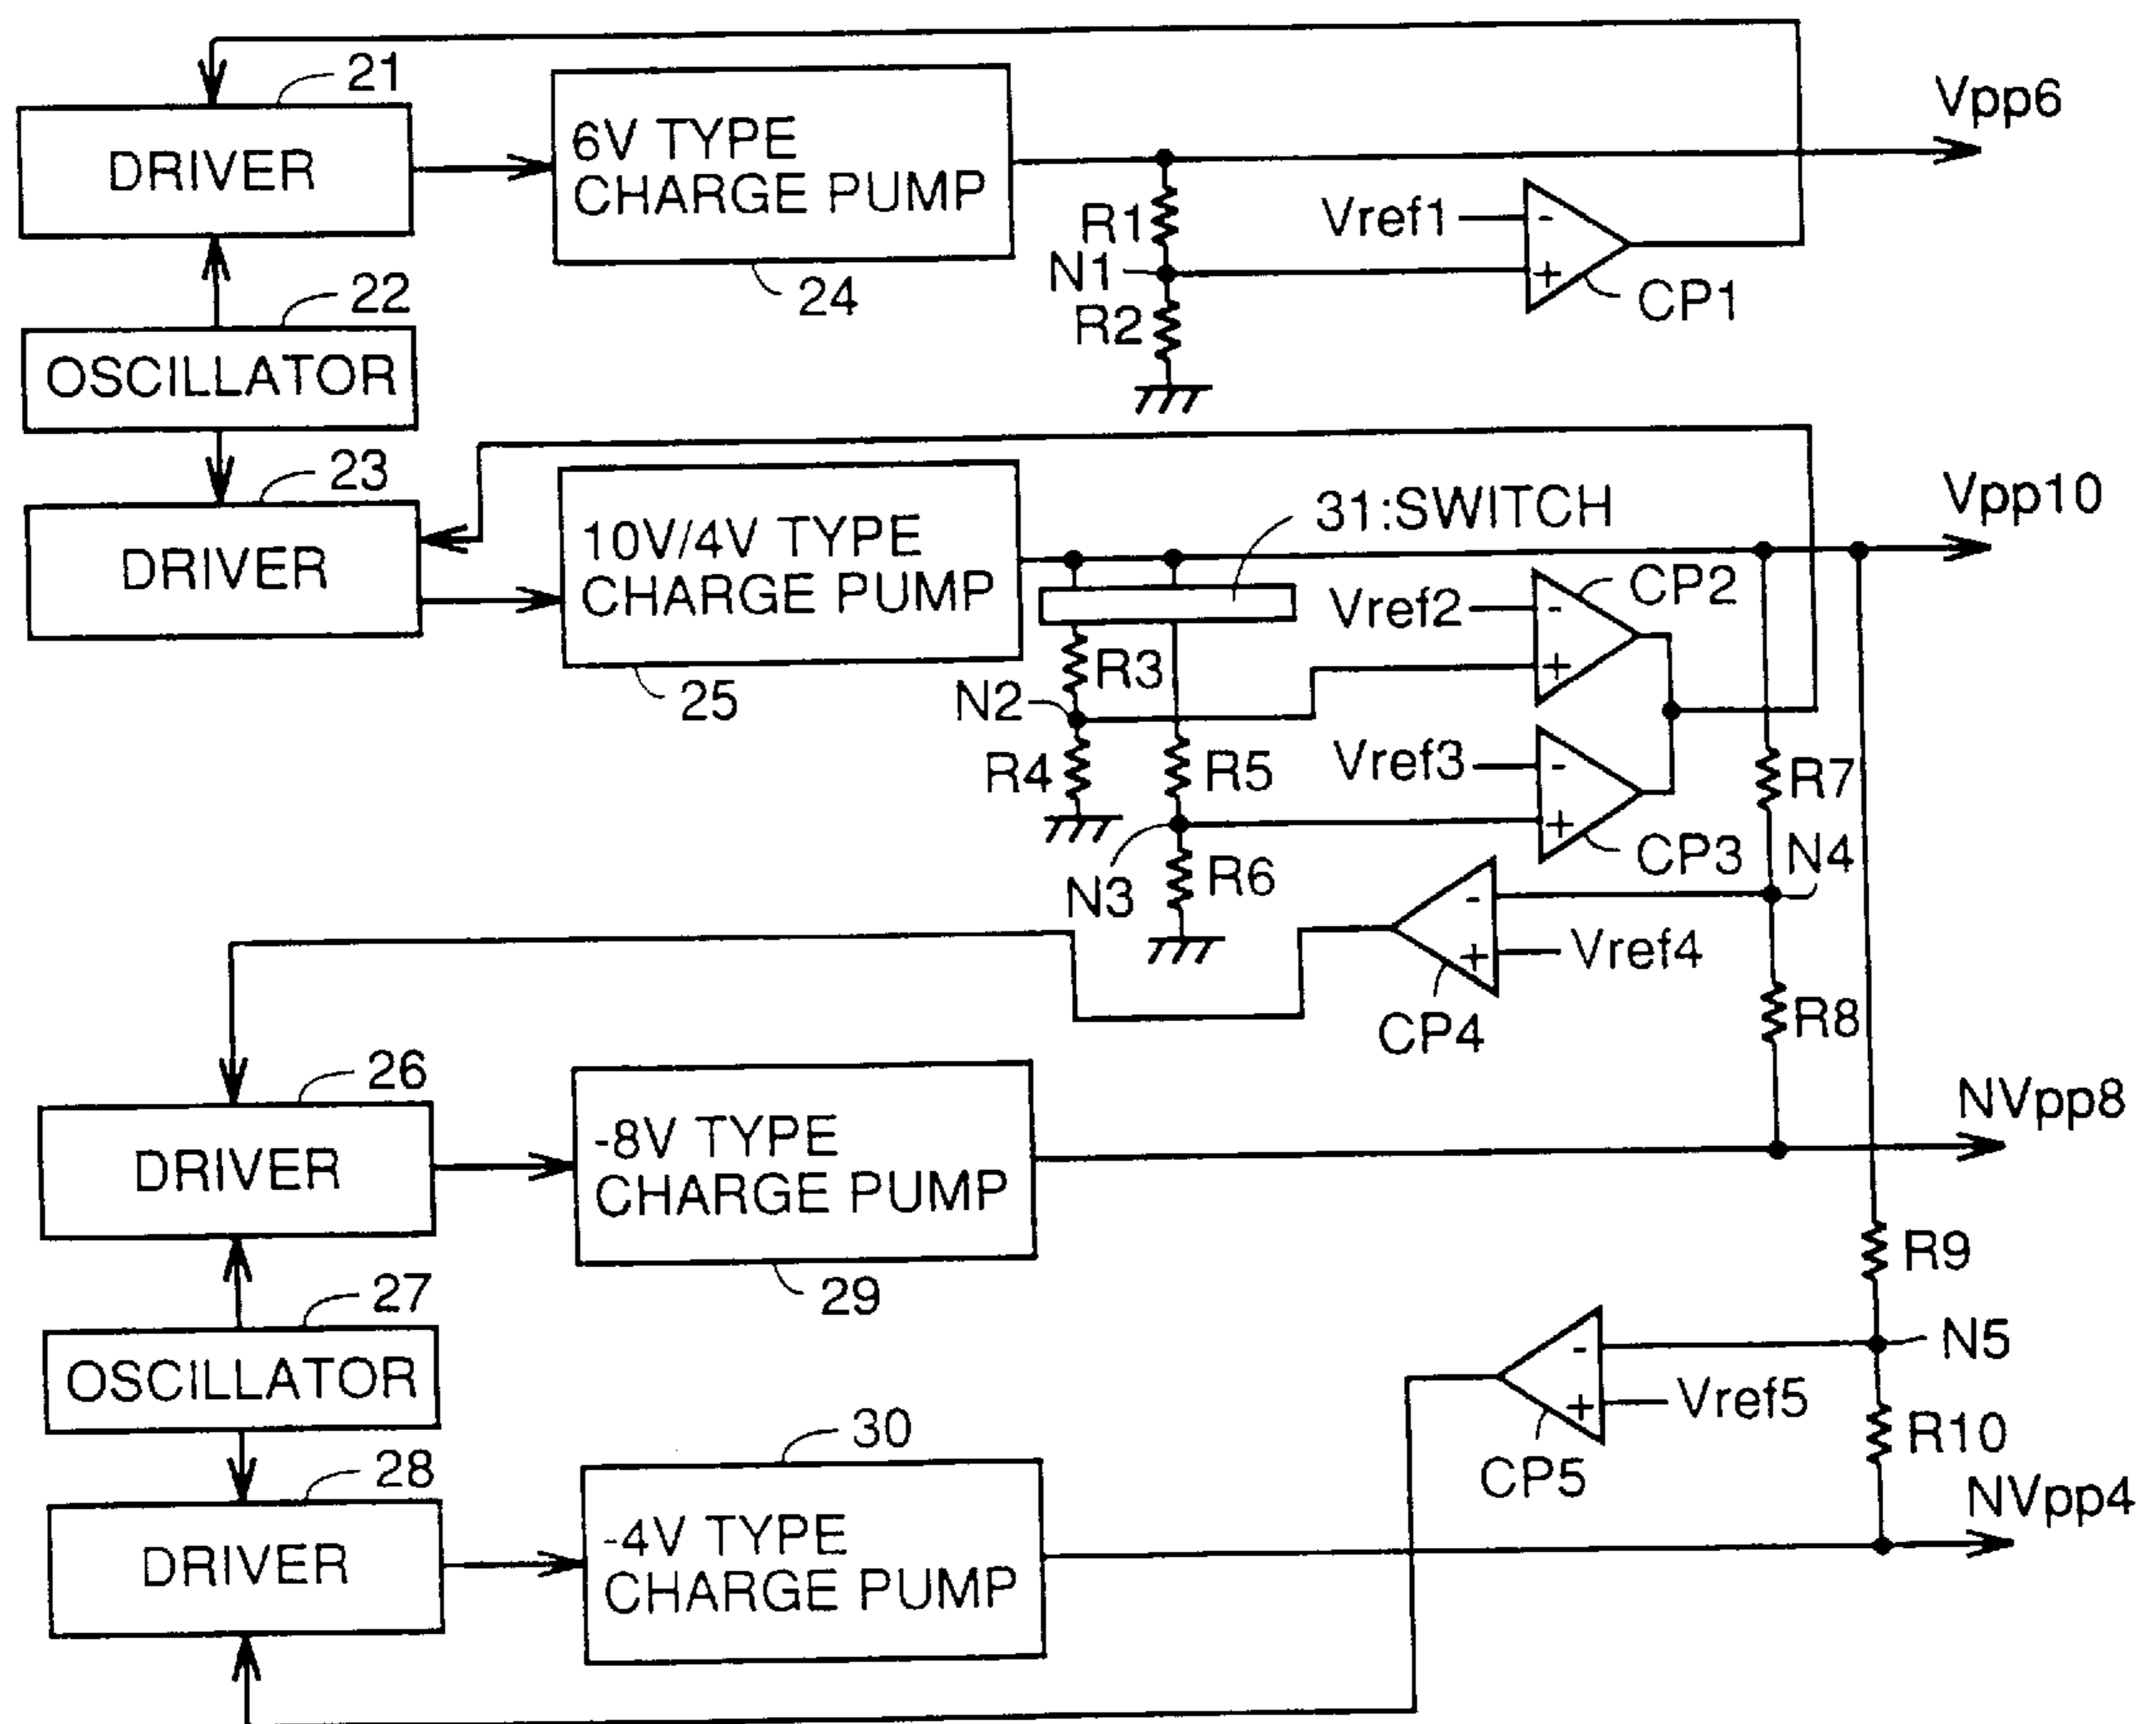 21
Vpp6
DRIVER
6V TYPE
CHARGE PUMP
R1
Vref1
-
N1
+
CP1
22
24
R2
OSCILLATOR
23
31:SWITCH
Vpp10
DRIVER
10V/4V TYPE
CHARGE PUMP
Vref2
-
CP2
R3
+
25
N2
R4
R5
Vref3
-
R7
+
CP3
N4
N3
R6
-
+
Vref4
CP4
R8
26
NVpp8
DRIVER
-8V TYPE
CHARGE PUMP
27
29
R9
OSCILLATOR
-
N5
+
Vref5
28
30
CP5
R10
NVpp4
DRIVER
-4V TYPE
CHARGE PUMP